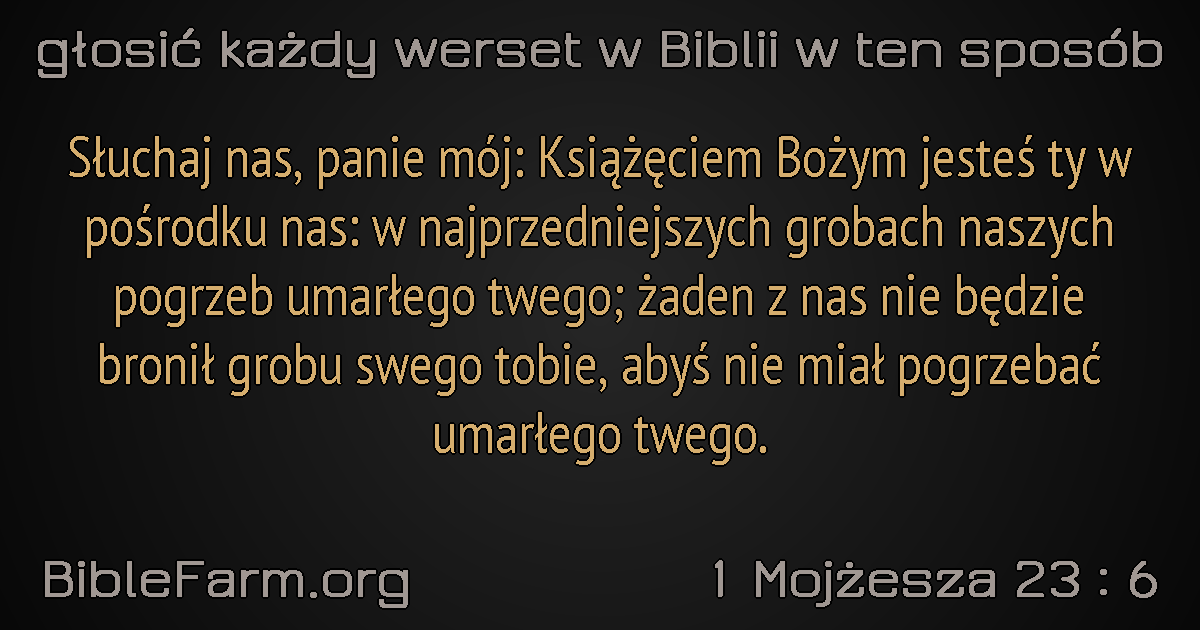 głosić każdy werset w Biblii w ten sposób
Słuchaj nas, panie mój: Książęciem Bożym jesteś ty w
pośrodku nas: w najprzedniejszych grobach naszych
pogrzeb umarłego twego; żaden z nas nie będzie
bronił grobu swego tobie, abyś nie miał pogrzebać
umarłego twego.
BibleFarm.org
1 Mojżesza 23 : 6